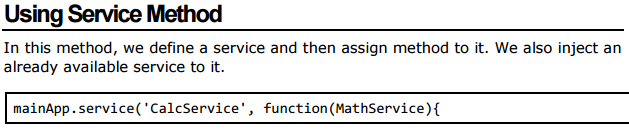 Using Service Method
In this method, we define a service and then assign method to it. We also inject an
already available service to it.
mainApp.service('CalcService', function(MathService){